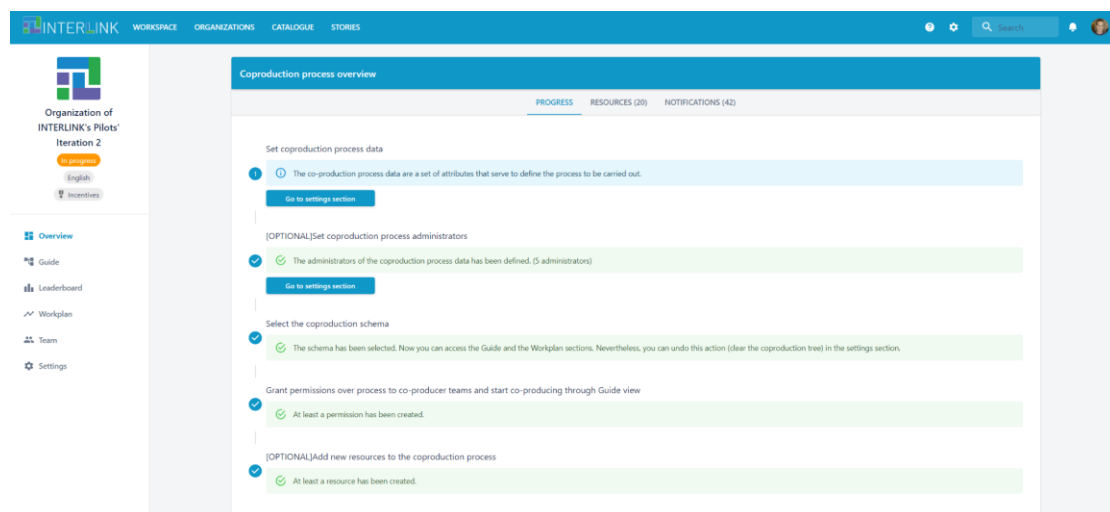 INTERLINK WORKSPACE ORGANIZATIONS CATALOGUE STORIES Search
Organization of
INTERLINK's Pilots'
Iteration 2
In progress
English
Incentives
Overview
Guide
Leaderboard
Workplan
Team
Settings
Coproduction process overview
PROGRESS RESOURCES (20) NOTIFICATIONS (42)
Set coproduction process data
1 The co-production process data are a set of attributes that serve to define the process to be carried out.
Go to settings section
[OPTIONAL]Set coproduction process administrators
The administrators of the coproduction process data has been defined. (5 administrators)
Go to settings section
Select the coproduction schema
The schema has been selected. Now you can access the Guide and the Workplan sections. Nevertheless, you can undo this action (clear the coproduction tree) in the settings section.
Grant permissions over process to co-producer teams and start co-producing through Guide view
At least a permission has been created.
[OPTIONAL]Add new resources to the coproduction process
At least a resource has been created.